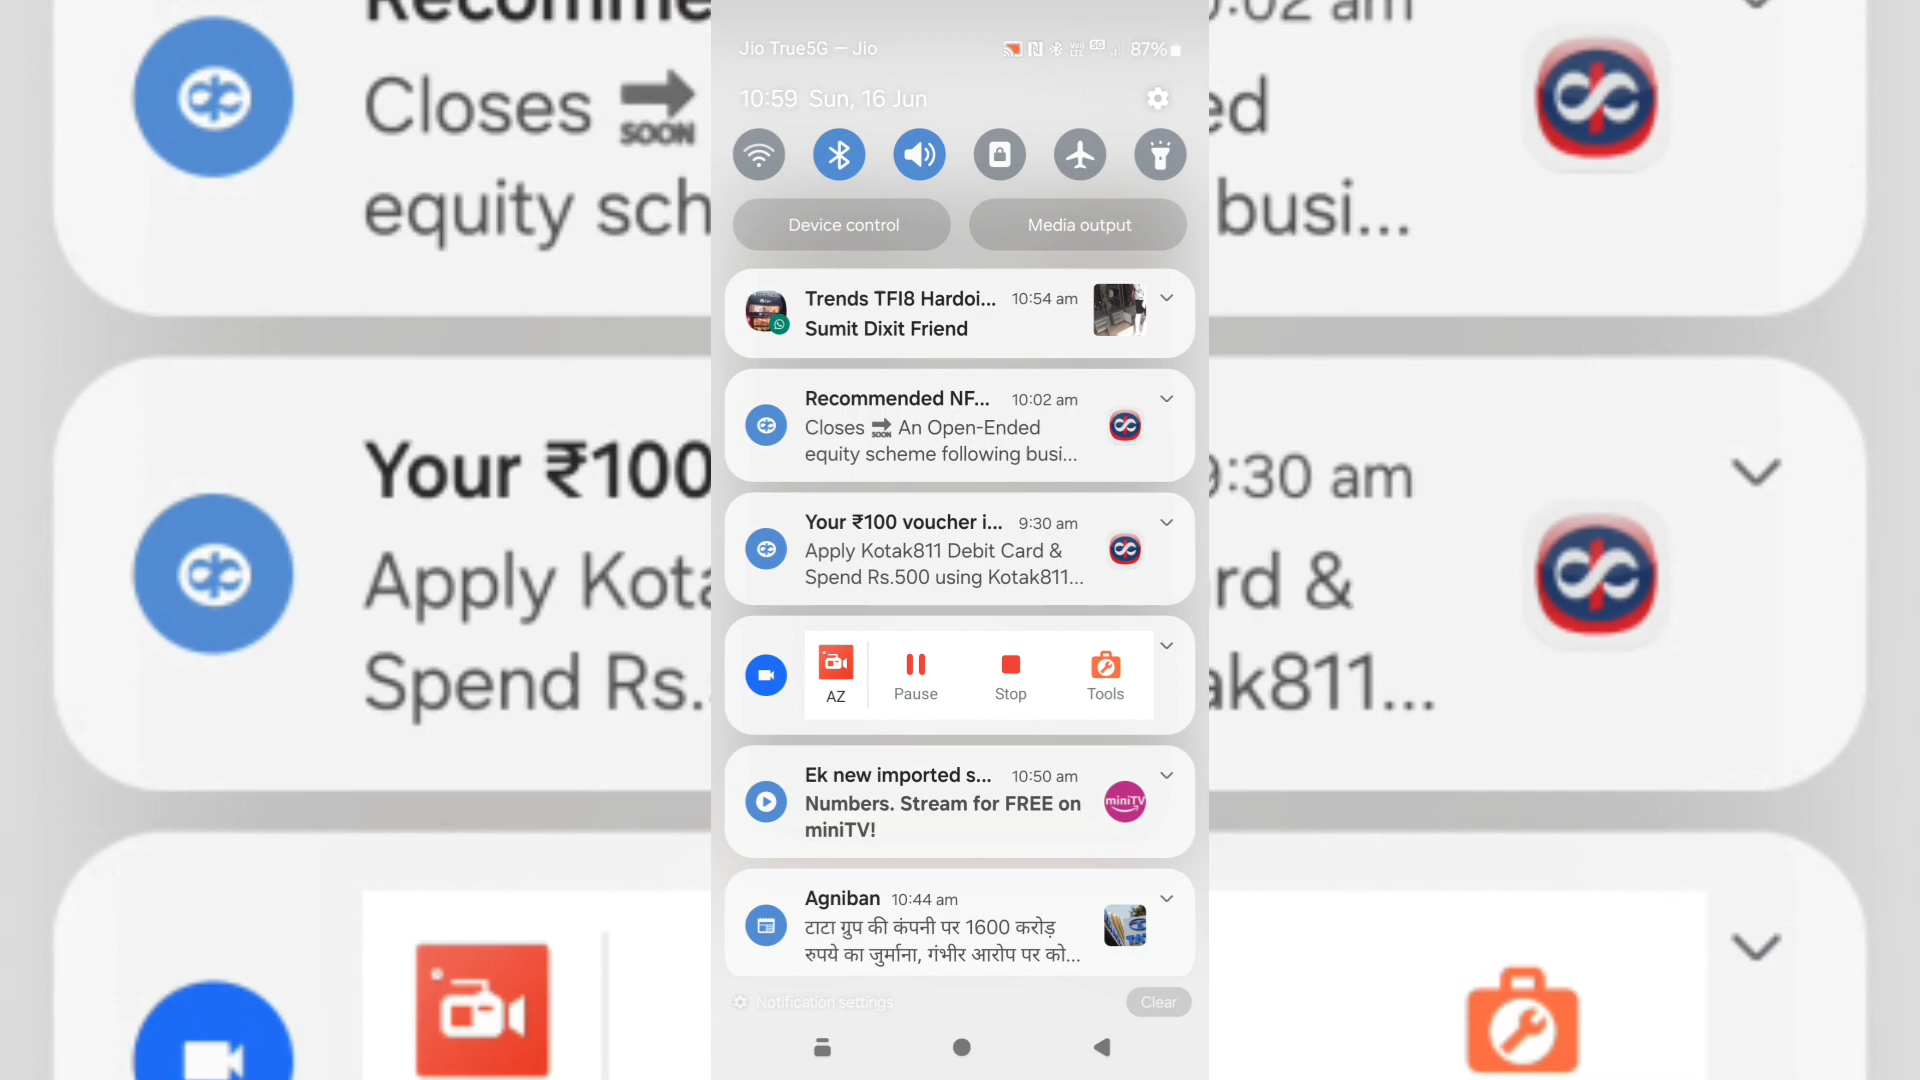 Jio True5G — Jio
87%
10:59 Sun, 16 Jun
Device control
Media output
Trends TFI8 Hardoi... 10:54 am
Sumit Dixit Friend
Recommended NF... 10:02 am
Closes 🔜 An Open-Ended
equity scheme following busi...
Your ₹100 voucher i... 9:30 am
Apply Kotak811 Debit Card &
Spend Rs.500 using Kotak811...
AZ
Pause
Stop
Tools
Ek new imported s... 10:50 am
Numbers. Stream for FREE on
miniTV!
miniTV
Agniban 10:44 am
टाटा ग्रुप की कंपनी पर 1600 करोड़
रुपये का जुर्माना, गंभीर आरोप पर को...
Notification settings
Clear
Recomme
:02 am
Closes SOON
ed
equity sch
busi...
Your ₹100
9:30 am
Apply Kota
rd &
Spend Rs.
ak811...